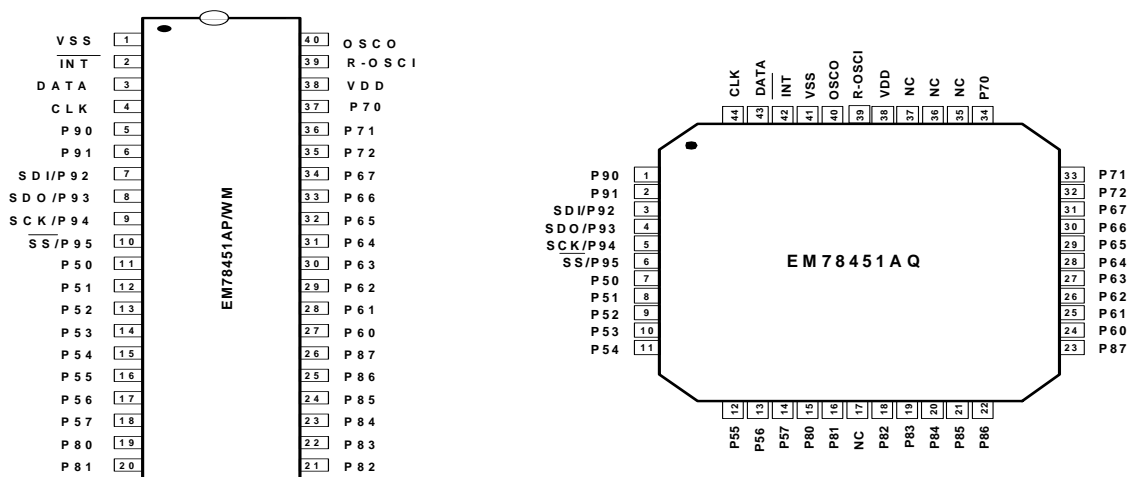 VSS 1 40 OSCO
INT 2 39 R-OSCI
DATA 3 38 VDD
CLK 4 37 P70
P90 5 36 P71
P91 6 35 P72
SDI/P92 7 34 P67
SDO/P93 8 33 P66
SCK/P94 9 32 P65
SS/P95 10 31 P64
P50 11 30 P63
P51 12 29 P62
P52 13 28 P61
P53 14 27 P60
P54 15 26 P87
P55 16 25 P86
P56 17 24 P85
P57 18 23 P84
P80 19 22 P83
P81 20 21 P82
EM78451AP/WM
CLK DATA INT VSS OSCO R-OSCI VDD NC NC NC P70
44 43 42 41 40 39 38 37 36 35 34
P90 1 33 P71
P91 2 32 P72
SDI/P92 3 31 P67
SDO/P93 4 30 P66
SCK/P94 5 29 P65
SS/P95 6 28 P64
P50 7 27 P63
P51 8 26 P62
P52 9 25 P61
P53 10 24 P60
P54 11 23 P87
EM78451AQ
12 13 14 15 16 17 18 19 20 21 22
P55 P56 P57 P80 P81 NC P82 P83 P84 P85 P86